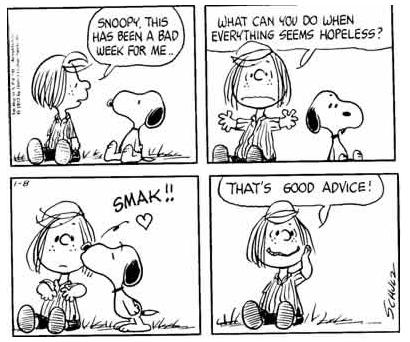 SNOOPY, THIS
HAS BEEN A BAD
WEEK FOR ME..
WHAT CAN YOU DO WHEN
EVERYTHING SEEMS HOPELESS?
1-8
SMAK!!
THAT'S GOOD ADVICE!
SCHULZ